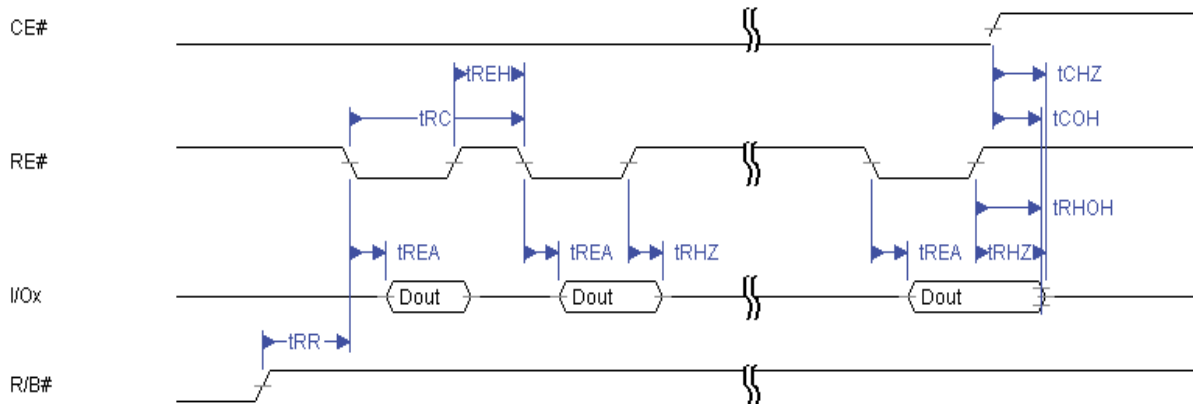 CE#
tREH
tCHZ
tRC
tCOH
RE#
tRHOH
tREA
tREA
tRHZ
tREA
tRHZ
I/Ox
Dout
Dout
Dout
tRR
R/B#